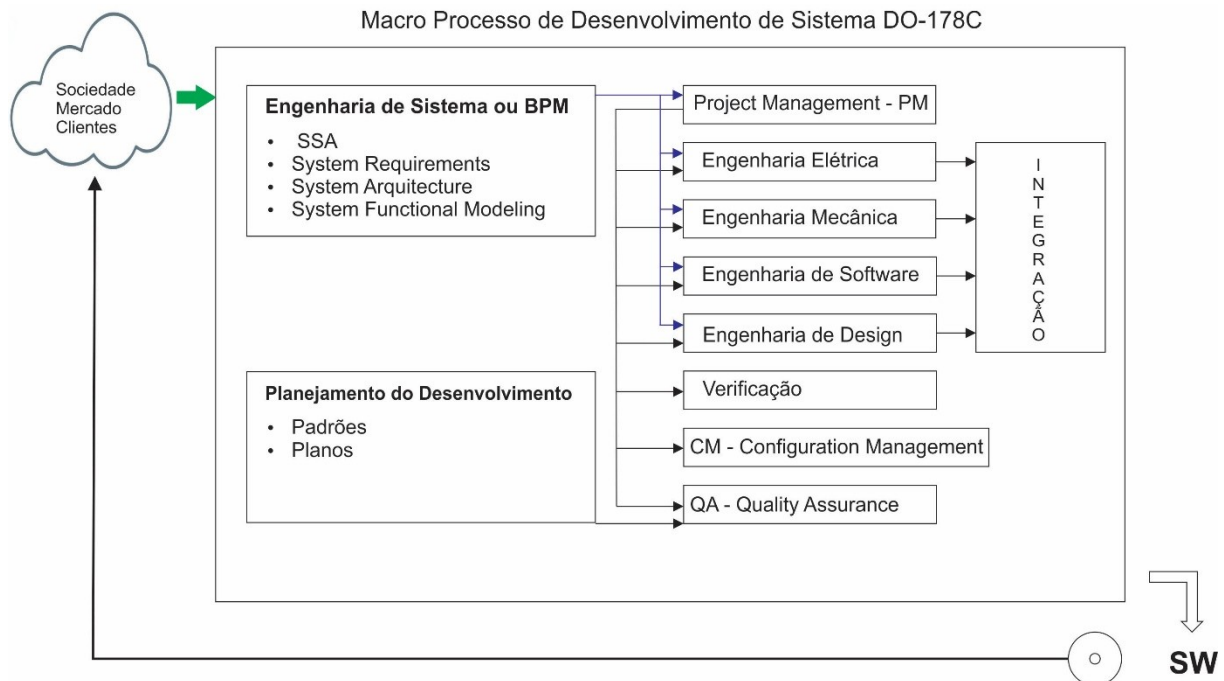 Macro Processo de Desenvolvimento de Sistema DO-178C
Sociedade
Mercado
Clientes
Engenharia de Sistema ou BPM
• SSA
• System Requirements
• System Arquitecture
• System Functional Modeling
Planejamento do Desenvolvimento
• Padrões
• Planos
Project Management - PM
Engenharia Elétrica
Engenharia Mecânica
Engenharia de Software
Engenharia de Design
Verificação
CM - Configuration Management
QA - Quality Assurance
INTEGRAÇÃO
SW